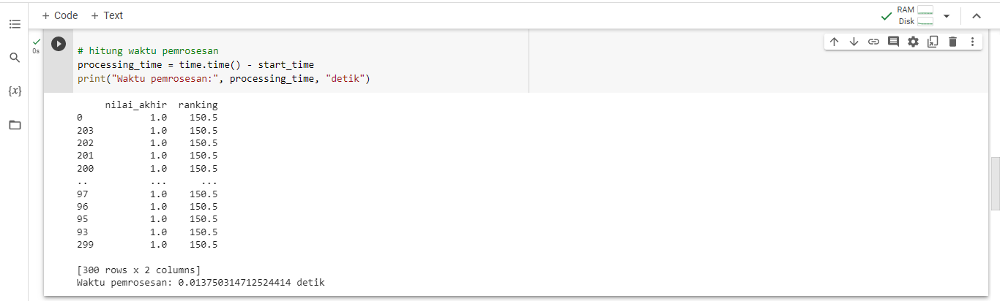 + Code + Text
RAM
Disk
{x}
0s
# hitung waktu pemrosesan
processing_time = time.time() - start_time
print("Waktu pemrosesan:", processing_time, "detik")
nilai_akhir ranking
0 1.0 150.5
203 1.0 150.5
202 1.0 150.5
201 1.0 150.5
200 1.0 150.5
.. ... ...
97 1.0 150.5
96 1.0 150.5
95 1.0 150.5
93 1.0 150.5
299 1.0 150.5
[300 rows x 2 columns]
Waktu pemrosesan: 0.013750314712524414 detik